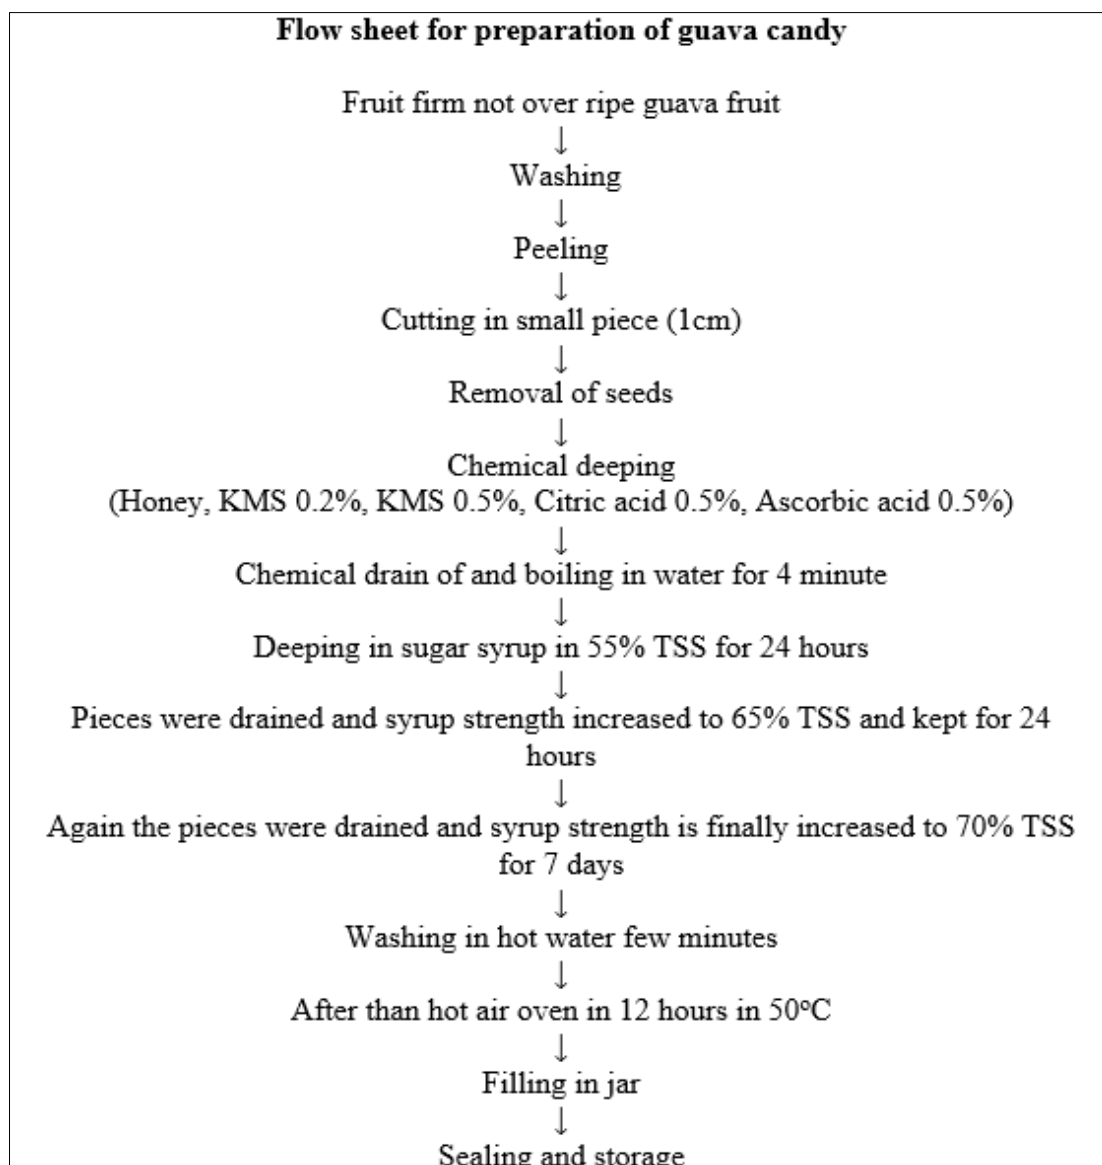 Flow sheet for preparation of guava candy
Fruit firm not over ripe guava fruit
↓
Washing
↓
Peeling
↓
Cutting in small piece (1cm)
↓
Removal of seeds
↓
Chemical deeping
(Honey, KMS 0.2%, KMS 0.5%, Citric acid 0.5%, Ascorbic acid 0.5%)
↓
Chemical drain of and boiling in water for 4 minute
↓
Deeping in sugar syrup in 55% TSS for 24 hours
↓
Pieces were drained and syrup strength increased to 65% TSS and kept for 24
hours
↓
Again the pieces were drained and syrup strength is finally increased to 70% TSS
for 7 days
↓
Washing in hot water few minutes
↓
After than hot air oven in 12 hours in 50°C
↓
Filling in jar
↓
Sealing and storage